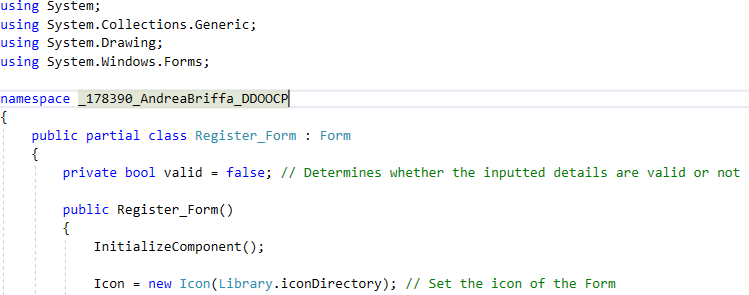 using System;
using System.Collections.Generic;
using System.Drawing;
using System.Windows.Forms;
namespace _178390_AndreaBriffa_DDOOCP
{
public partial class Register_Form : Form
{
private bool valid = false; // Determines whether the inputted details are valid or not
public Register_Form()
{
InitializeComponent();
Icon = new Icon(Library.iconDirectory); // Set the icon of the Form